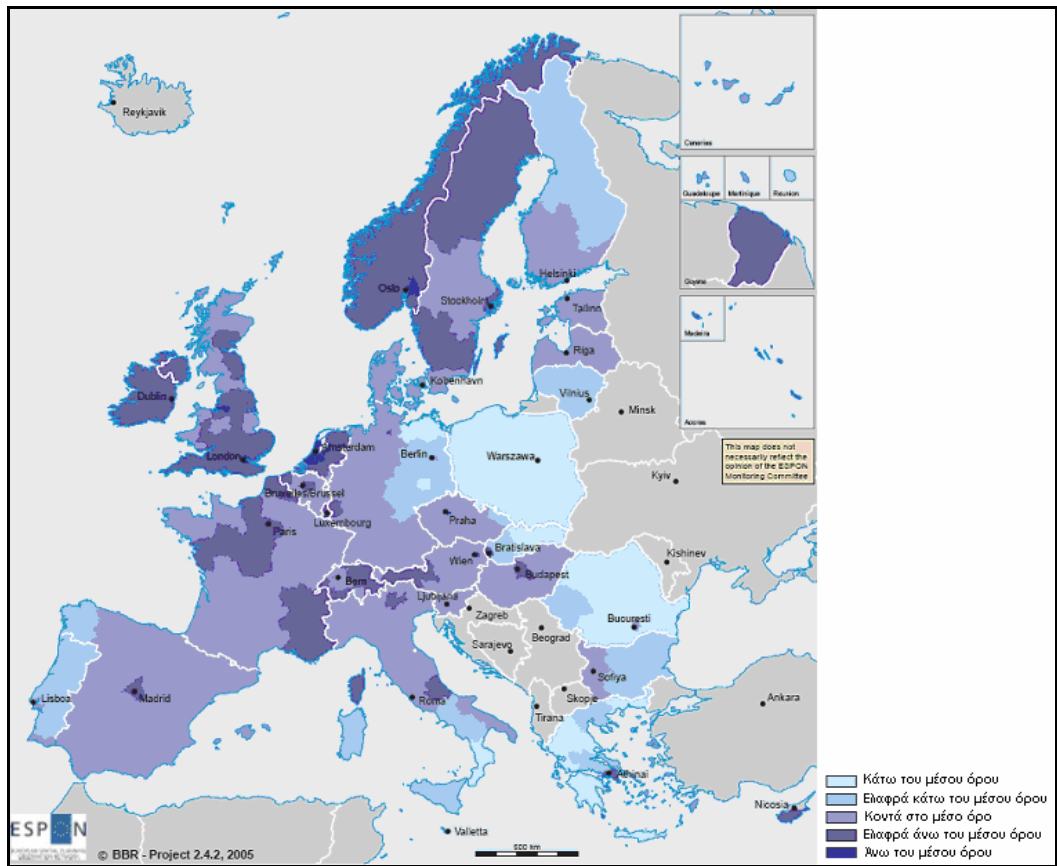 Reykjavik
Canaries
Guadeloupe
Martinique
Reunion
Guyane
Madeira
Acores
Oslo
Helsinki
Stockholm
Tallinn
Riga
Kobenhavn
Vilnius
Minsk
Dublin
London
Amsterdam
Berlin
Warszawa
This map does not
necessarily reflect the
opinion of the ESPON
Monitoring Committee
Kyiv
Bruxelles/Brussel
Luxembourg
Praha
Paris
Kishinev
Wien
Bratislava
Bern
Budapest
Ljubljana
Zagreb
Bucuresti
Beograd
Sarajevo
Sofiya
Lisboa
Madrid
Roma
Skopje
Tirana
Ankara
Athinai
Nicosia
Valletta
Κάτω του μέσου όρου
Ελαφρά κάτω του μέσου όρου
Κοντά στο μέσο όρο
Ελαφρά άνω του μέσου όρου
Άνω του μέσου όρου
ESPON
© BBR - Project 2.4.2, 2005
500 km